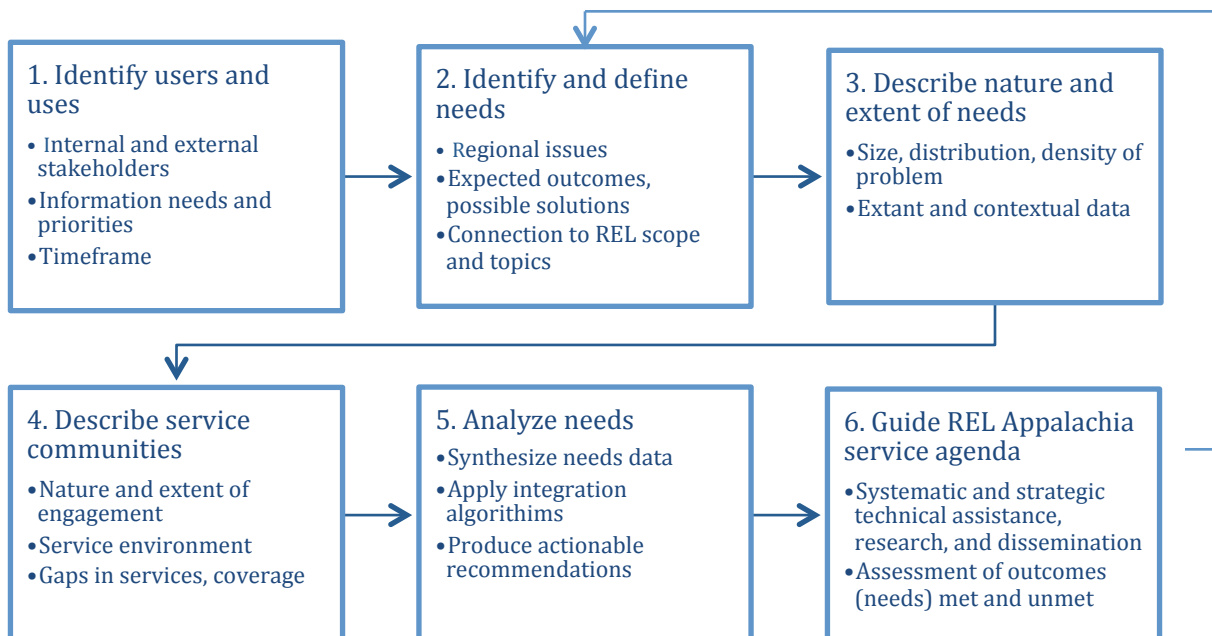 1. Identify users and
uses
• Internal and external
stakeholders
•Information needs and
priorities
•Timeframe
2. Identify and define
needs
• Regional issues
•Expected outcomes,
possible solutions
•Connection to REL scope
and topics
3. Describe nature and
extent of needs
•Size, distribution, density of
problem
•Extant and contextual data
4. Describe service
communities
•Nature and extent of
engagement
•Service environment
•Gaps in services, coverage
5. Analyze needs
•Synthesize needs data
•Apply integration
algorithims
•Produce actionable
recommendations
6. Guide REL Appalachia
service agenda
•Systematic and strategic
technical assistance,
research, and dissemination
•Assessment of outcomes
(needs) met and unmet